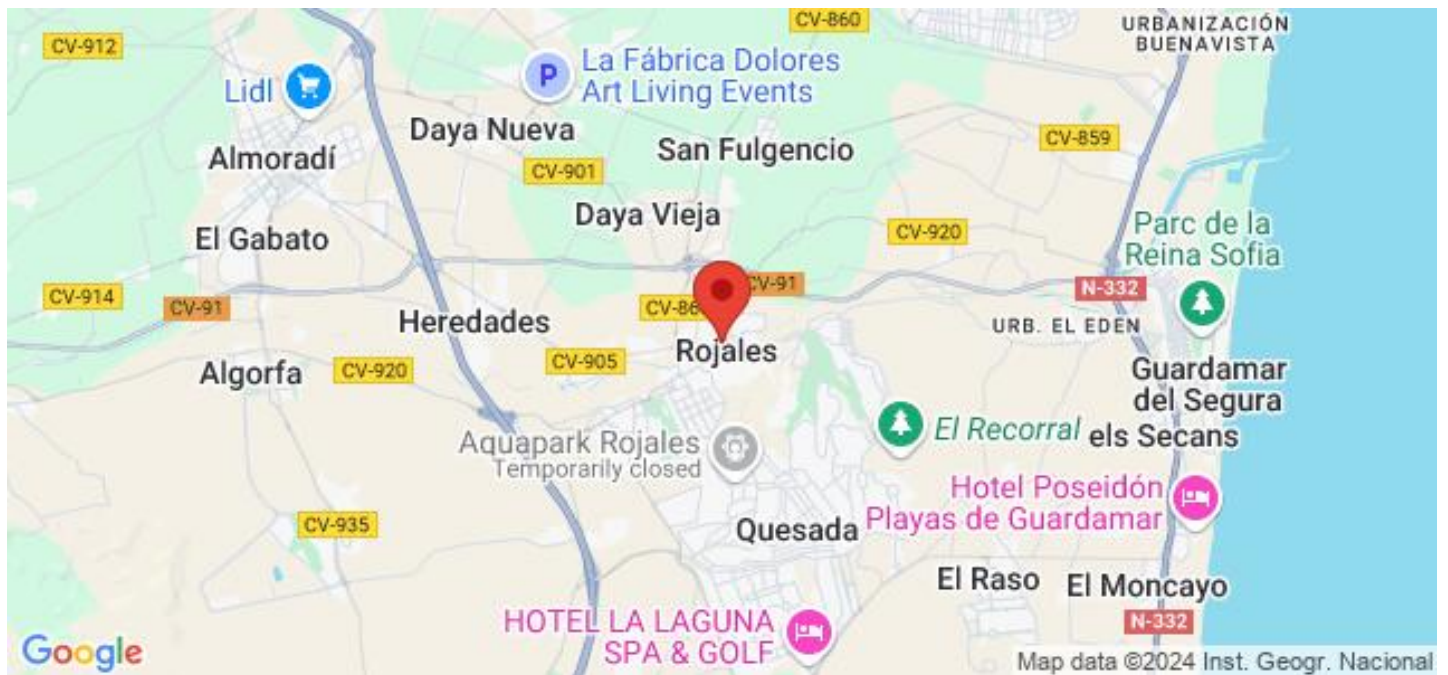 CV-860
URBANIZACIÓN
BUENAVISTA
CV-912
La Fábrica Dolores
Art Living Events
P
Lidl
Daya Nueva
San Fulgencio
CV-859
Almoradí
CV-901
Daya Vieja
Parc de la
Reina Sofia
CV-920
El Gabato
CV-91
N-332
CV-914
CV-91
CV-86
Heredades
URB. EL EDEN
Rojales
CV-905
Algorfa
CV-920
Guardamar
del Segura
El Recorral
els Secans
Aquapark Rojales
Temporarily closed
Hotel Poseidón
Playas de Guardamar
CV-935
Quesada
El Raso
El Moncayo
HOTEL LA LAGUNA
SPA & GOLF
N-332
Google
Map data ©2024 Inst. Geogr. Nacional